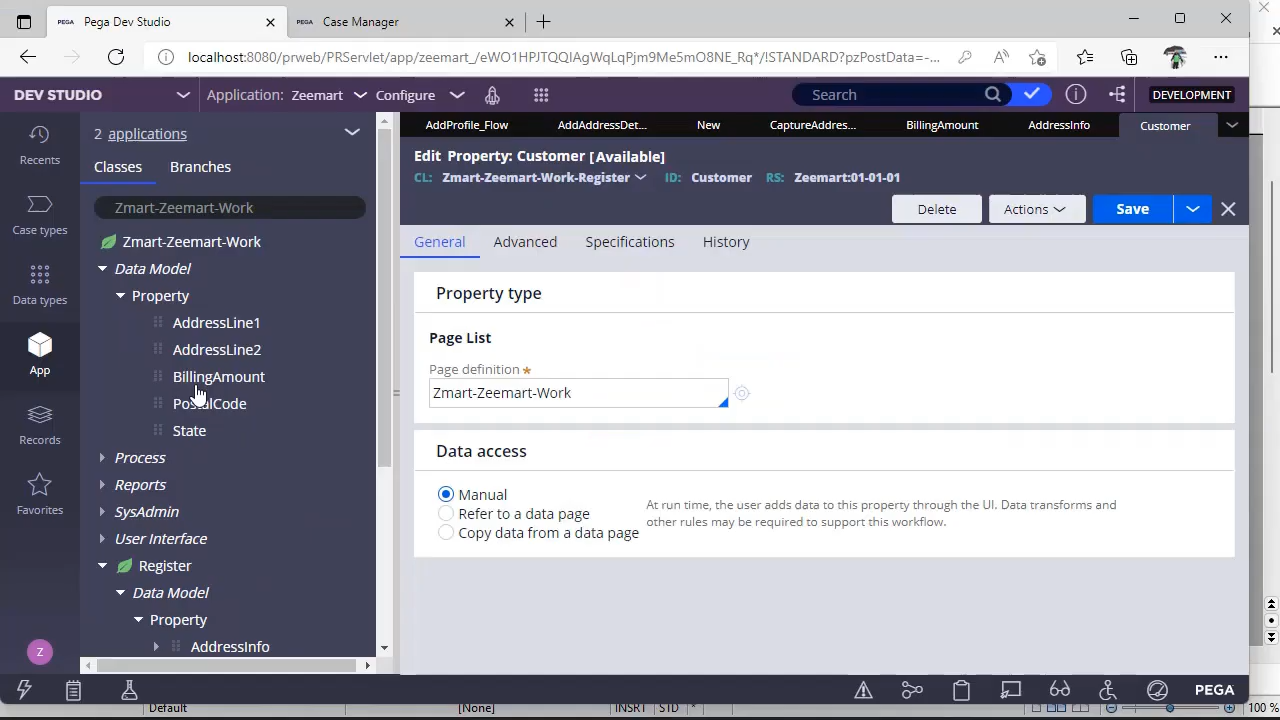 PEGA Pega Dev Studio
PEGA Case Manager
localhost:8080/prweb/PRServlet/app/zeemart_/eWO1HPJTQQIAgWqLqPjm9Me5mO8NE_Rq*/!STANDARD?pzPostData=-...
DEV STUDIO
Application: Zeemart
Configure
Search
DEVELOPMENT
Recents
Case types
Data types
App
Records
Favorites
Z
2 applications
Classes
Branches
Zmart-Zeemart-Work
Zmart-Zeemart-Work
Data Model
Property
AddressLine1
AddressLine2
BillingAmount
PostalCode
State
Process
Reports
SysAdmin
User Interface
Register
Data Model
Property
AddressInfo
AddProfile_Flow
AddAddressDet...
New
CaptureAddres...
BillingAmount
AddressInfo
Customer
Edit Property: Customer [Available]
CL: Zmart-Zeemart-Work-Register ID: Customer RS: Zeemart:01-01-01
Delete
Actions
Save
General
Advanced
Specifications
History
Property type
Page List
Page definition *
Zmart-Zeemart-Work
Data access
Manual
Refer to a data page
Copy data from a data page
At run time, the user adds data to this property through the UI. Data transforms and
other rules may be required to support this workflow.
PEGA
Default
[None]
INSRT
STD
*
100 %